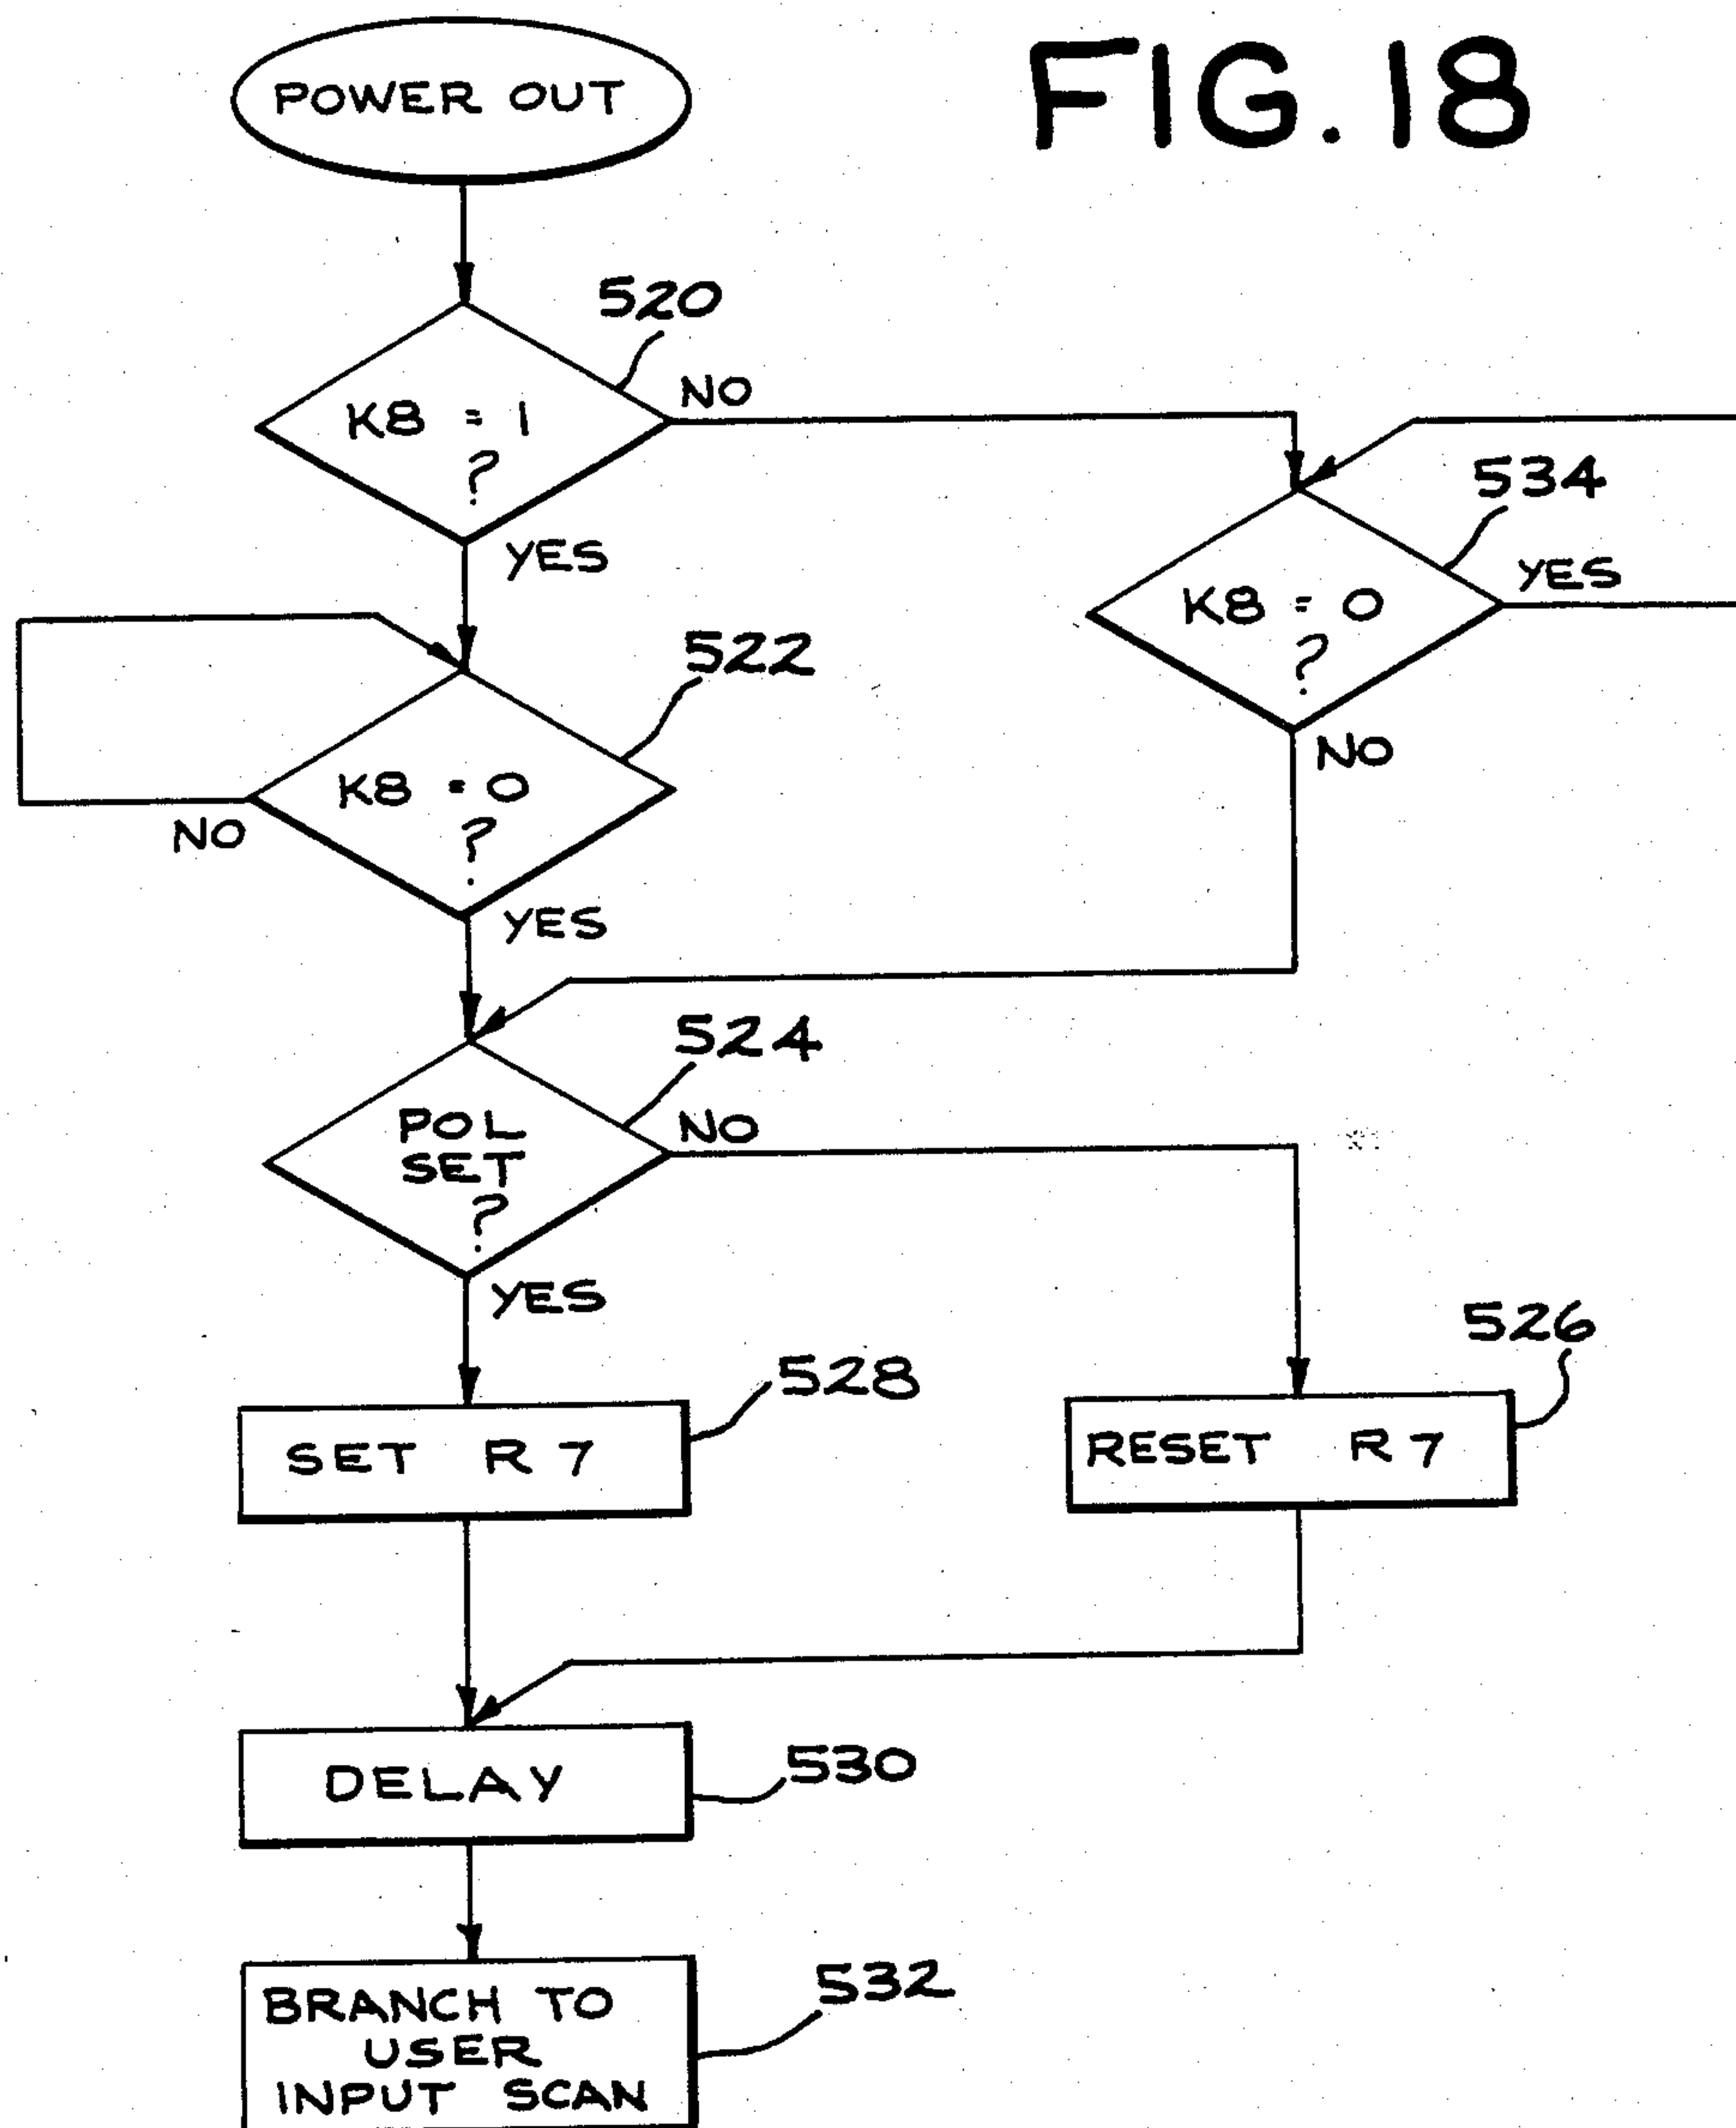 FIG. 18
POWER OUT
520
K8 = 1
?
NO
YES
534
K8 = 0
?
YES
NO
522
K8 = 0
?
NO
YES
524
POL
SET
?
NO
YES
528
SET R7
526
RESET R7
DELAY
530
BRANCH TO
USER
INPUT SCAN
532